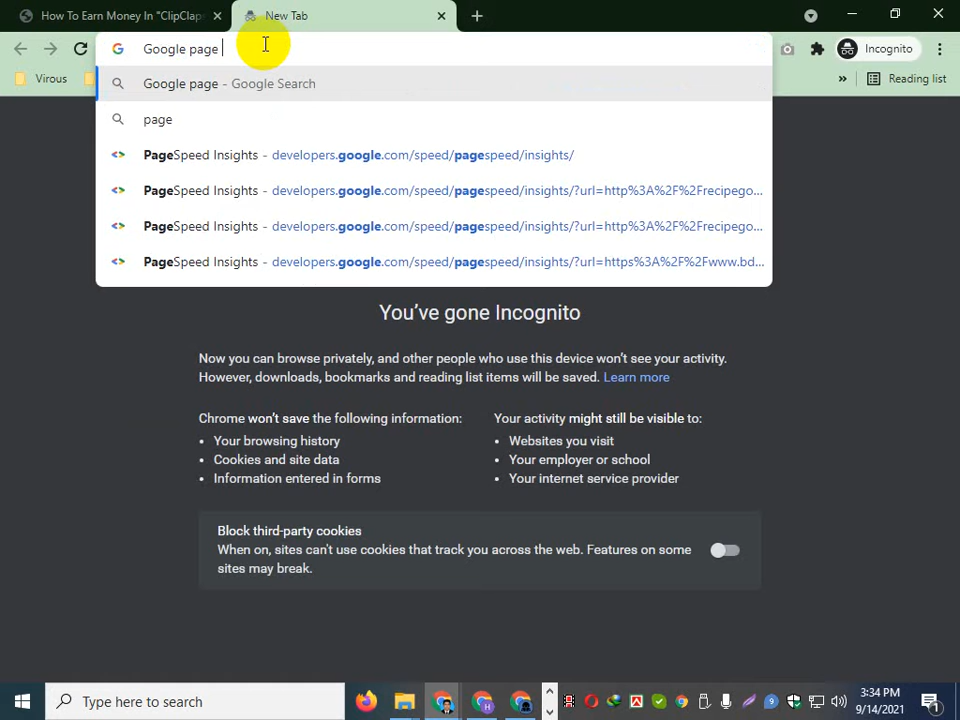 How To Earn Money In "ClipClap
New Tab
Google page
Incognito
Virous
Reading list
Google page - Google Search
page
PageSpeed Insights - developers.google.com/speed/pagespeed/insights/
PageSpeed Insights - developers.google.com/speed/pagespeed/insights/?url=http%3A%2F%2Frecipego...
PageSpeed Insights - developers.google.com/speed/pagespeed/insights/?url=http%3A%2F%2Frecipego...
PageSpeed Insights - developers.google.com/speed/pagespeed/insights/?url=https%3A%2F%2Fwww.bd...
You've gone Incognito
Now you can browse privately, and other people who use this device won't see your activity.
However, downloads, bookmarks and reading list items will be saved. Learn more
Chrome won't save the following information:
• Your browsing history
• Cookies and site data
• Information entered in forms
Your activity might still be visible to:
• Websites you visit
• Your employer or school
• Your internet service provider
Block third-party cookies
When on, sites can't use cookies that track you across the web. Features on some
sites may break.
Type here to search
3:34 PM
9/14/2021